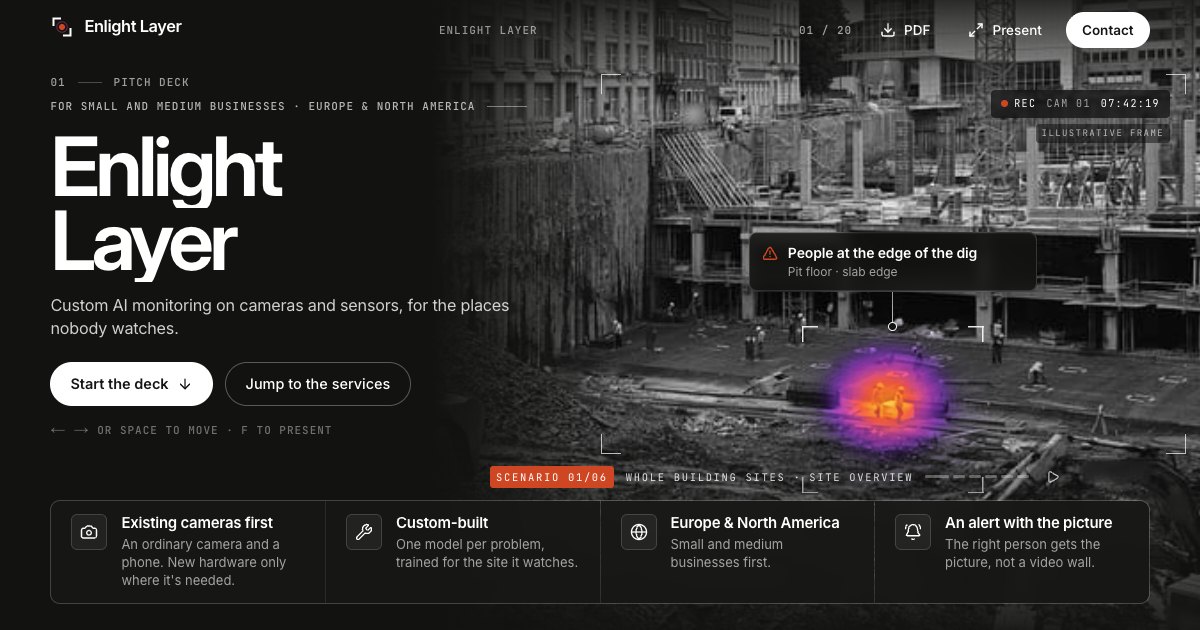 Enlight Layer
ENLIGHT LAYER
01 / 20
PDF
Present
Contact
01 — PITCH DECK
FOR SMALL AND MEDIUM BUSINESSES · EUROPE & NORTH AMERICA
REC CAM 01 07:42:19
ILLUSTRATIVE FRAME
Enlight
Layer
People at the edge of the dig
Pit floor · slab edge
Custom AI monitoring on cameras and sensors, for the places
nobody watches.
Start the deck ↓
Jump to the services
← → OR SPACE TO MOVE · F TO PRESENT
SCENARIO 01/06 WHOLE BUILDING SITES · SITE OVERVIEW
Existing cameras first
An ordinary camera and a
phone. New hardware only
where it's needed.
Custom-built
One model per problem,
trained for the site it watches.
Europe & North America
Small and medium
businesses first.
An alert with the picture
The right person gets the
picture, not a video wall.